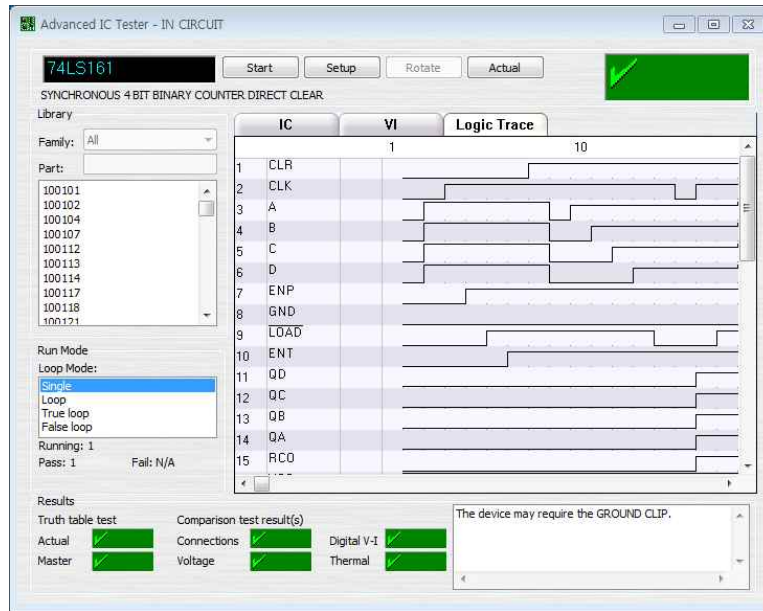 Advanced IC Tester - IN CIRCUIT
74LS161
Start
Setup
Rotate
Actual
SYNCHRONOUS 4 BIT BINARY COUNTER DIRECT CLEAR
Library
Family: All
Part:
100101
100102
100104
100107
100112
100113
100114
100117
100118
100121
IC
VI
Logic Trace
1 10
1 CLR
2 CLK
3 A
4 B
5 C
6 D
7 ENP
8 GND
9 LOAD
10 ENT
11 QD
12 QC
13 QB
14 QA
15 RCO
Run Mode
Loop Mode:
Single
Loop
True loop
False loop
Running: 1
Pass: 1 Fail: N/A
Results
Truth table test
Comparison test result(s)
Actual
Connections
Digital V-I
Master
Voltage
Thermal
The device may require the GROUND CLIP.